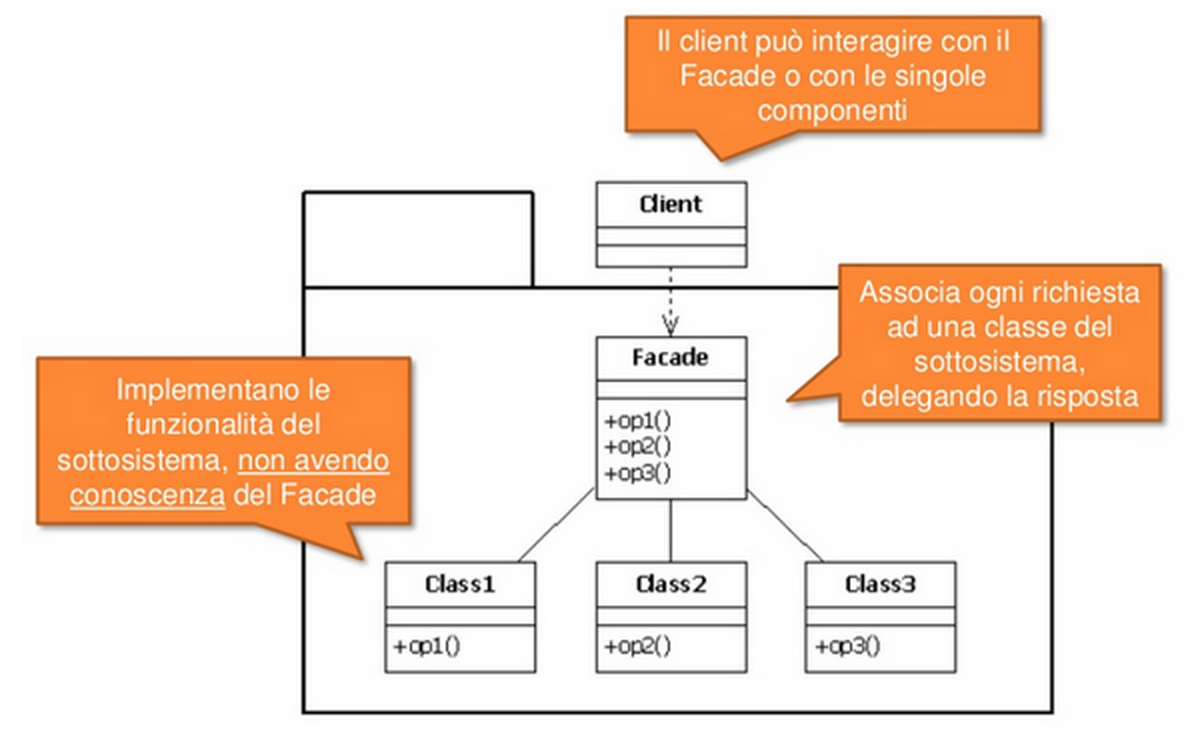 Il client può interagire con il
Facade o con le singole
componenti
Client
Associa ogni richiesta
ad una classe del
sottosistema,
delegando la risposta
Facade
+op1()
+op2()
+op3()
Implementano le
funzionalità del
sottosistema, non avendo
conoscenza del Facade
Class1
+op1()
Class2
+op2()
Class3
+op3()